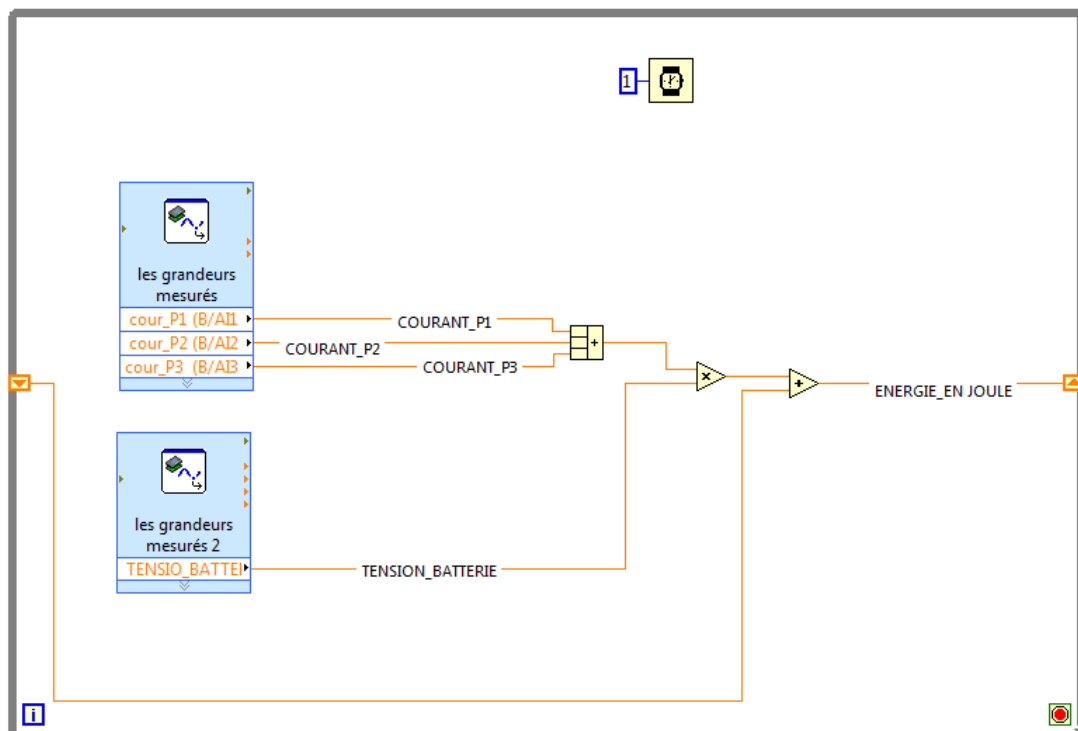 1
les grandeurs
mesurés
cour_P1 (B/AI1
COURANT_P1
cour_P2 (B/AI2
COURANT_P2
cour_P3 (B/AI3
COURANT_P3
+
×
+
ENERGIE_EN JOULE
les grandeurs
mesurés 2
TENSIO_BATTEI
TENSION_BATTERIE
i